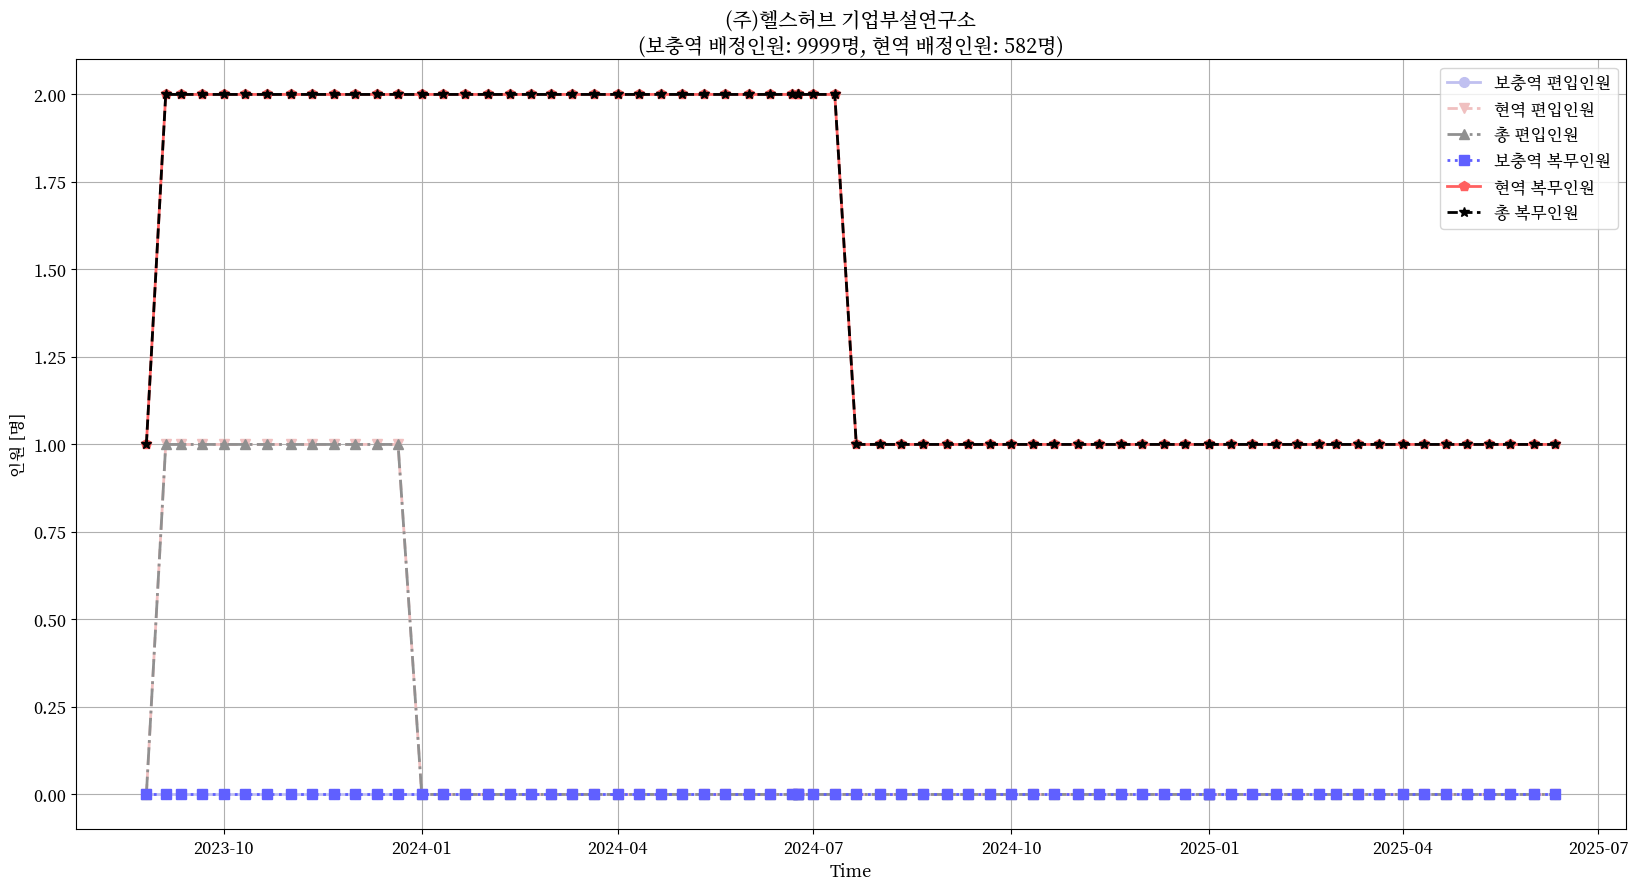 (주)헬스허브 기업부설연구소
(보충역 배정인원: 9999명, 현역 배정인원: 582명)
보충역 편입인원
현역 편입인원
총 편입인원
보충역 복무인원
현역 복무인원
총 복무인원
인원 [명]
2.00
1.75
1.50
1.25
1.00
0.75
0.50
0.25
0.00
2023-10
2024-01
2024-04
2024-07
2024-10
2025-01
2025-04
2025-07
Time